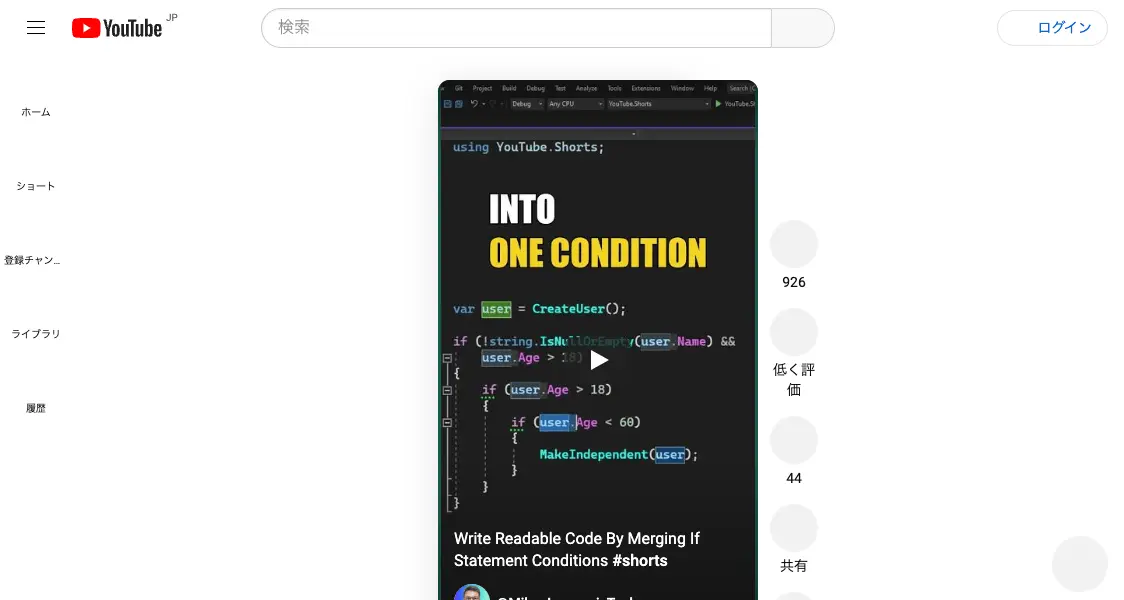 YouTube JP
検索
ログイン
ホーム
ショート
登録チャン...
ライブラリ
履歴
Git Project Build Debug Test Analyze Tools Extensions Window Help
Debug Any CPU YouTube.Shorts
using YouTube.Shorts;
INTO
ONE CONDITION
var user = CreateUser();
if (!string.IsNullOrEmpty(user.Name) &&
user.Age > 18)
{
if (user.Age > 18)
{
if (user.Age < 60)
{
MakeIndependent(user);
}
}
}
Write Readable Code By Merging If
Statement Conditions #shorts
926
低く評
価
44
共有